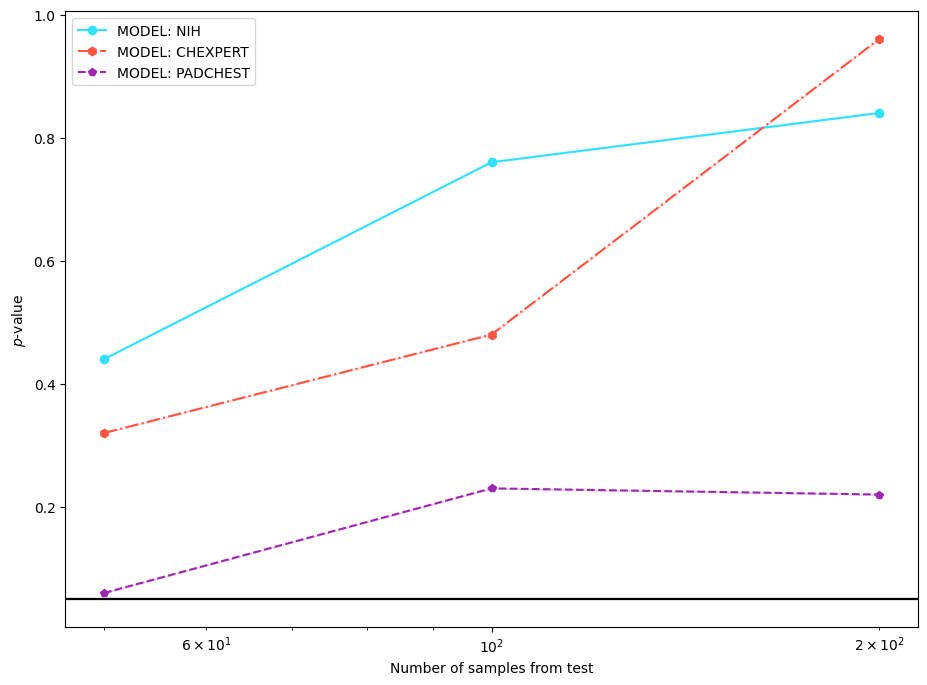 MODEL: NIH
MODEL: CHEXPERT
MODEL: PADCHEST
1.0
0.8
0.6
0.4
0.2
p-value
6 × 10¹
10²
2 × 10²
Number of samples from test